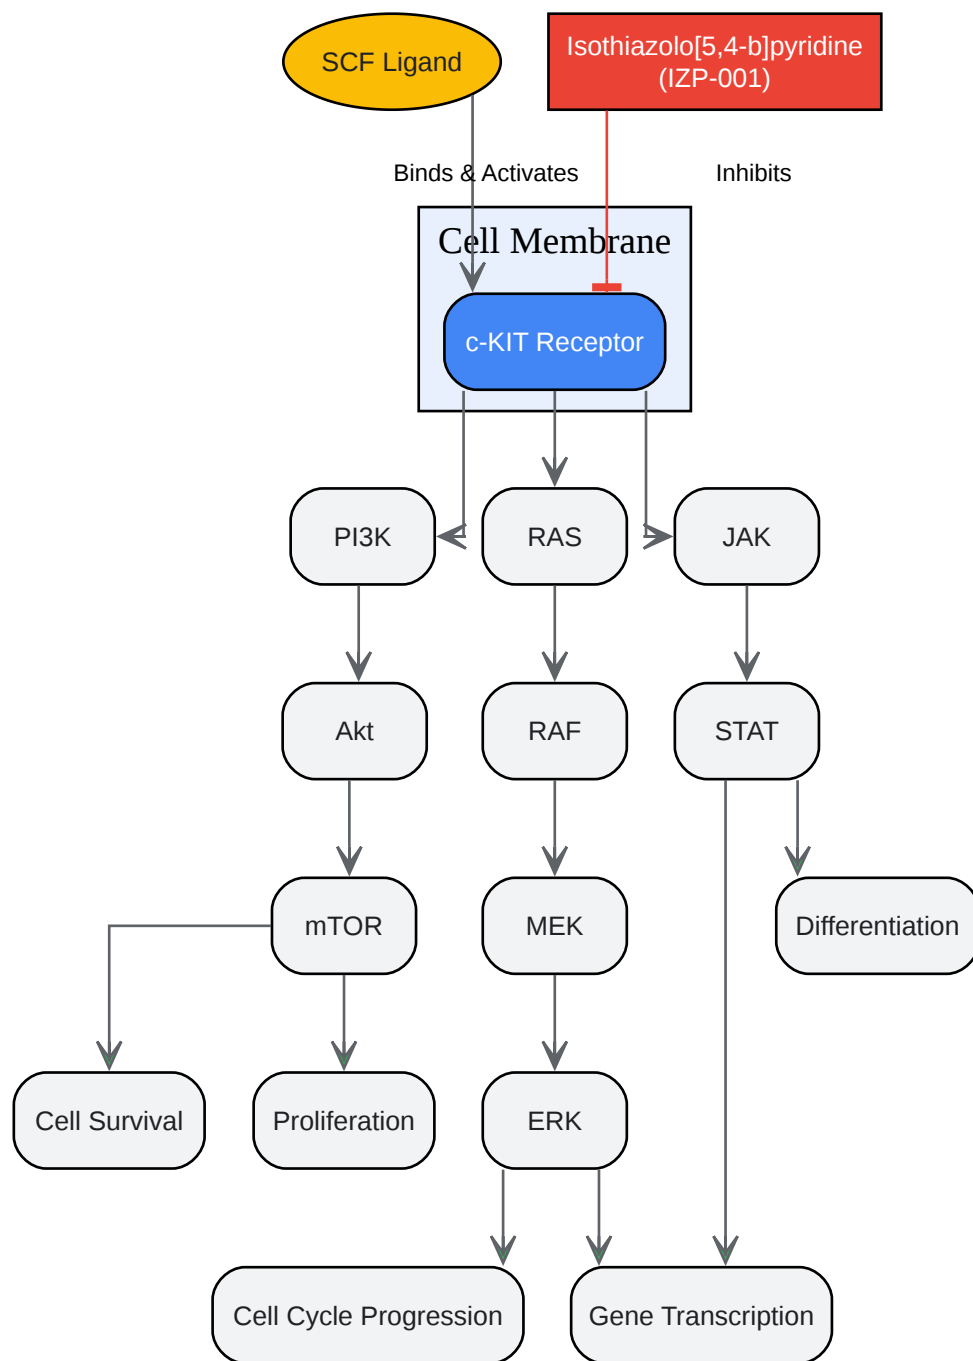 SCF Ligand
Isothiazolo[5,4-b]pyridine
(IZP-001)
Binds & Activates
Inhibits
Cell Membrane
c-KIT Receptor
PI3K
RAS
JAK
Akt
RAF
STAT
mTOR
MEK
Differentiation
Cell Survival
Proliferation
ERK
Cell Cycle Progression
Gene Transcription